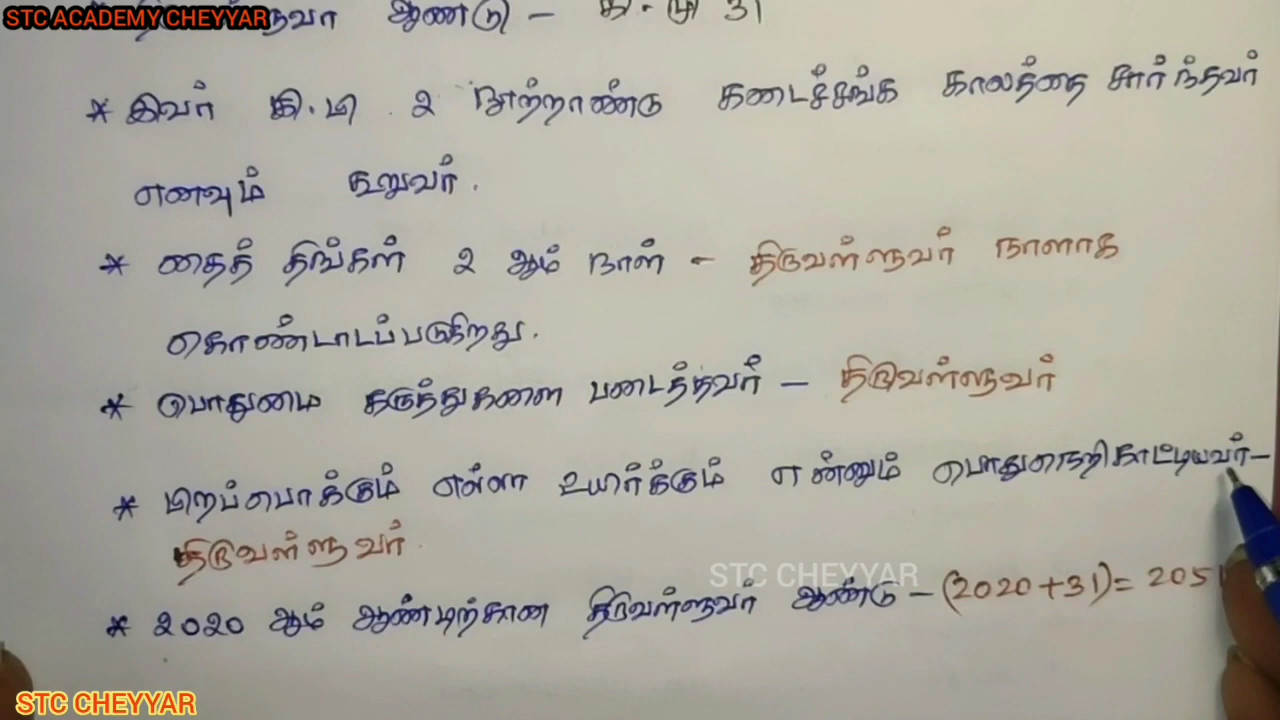 STC ACADEMY CHEYYAR
ஆண்டு - கி.மு 31
* இவர் கி.பி 2 நூற்றாண்டு கடைச்சங்க காலத்தை சார்ந்தவர்
எனவும் கூறுவர்.
* தைத் திங்கள் 2 ஆம் நாள் - திருவள்ளுவர் நாளாக
கொண்டாடப்படுகிறது.
* பொதுமை கருத்துகளை படைத்தவர் - திருவள்ளுவர்
* பிறப்பொக்கும் எல்லா உயிர்க்கும் என்னும் பொதுநெறிகாட்டியவர் -
திருவள்ளுவர்.
* 2020 ஆம் ஆண்டிற்கான திருவள்ளுவர் ஆண்டு - (2020+31)= 2051
STC CHEYYAR
STC CHEYYAR